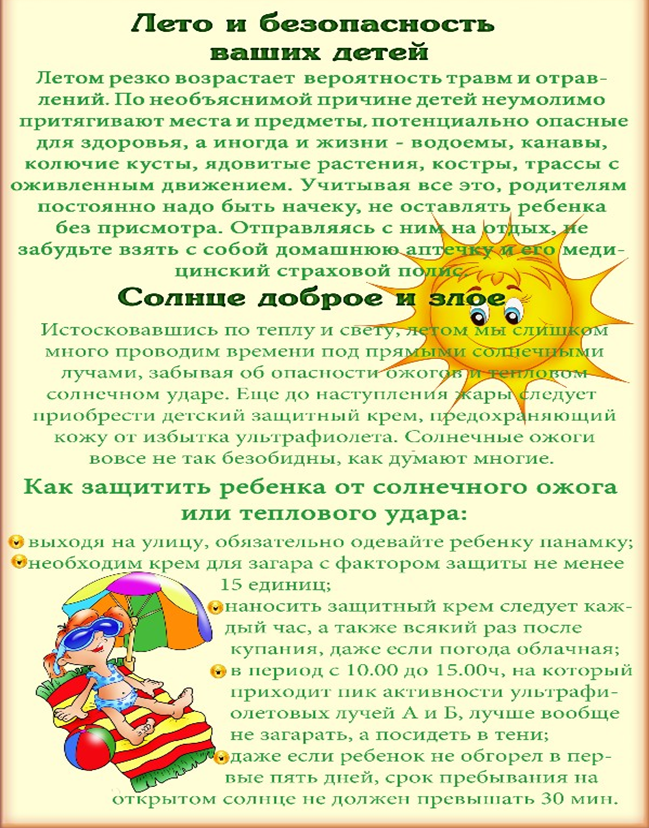 Лето и безопасность
ваших детей
Летом резко возрастает вероятность травм и отрав-
лений. По необъяснимой причине детей неумолимо
притягивают места и предметы, потенциально опасные
для здоровья, а иногда и жизни - водоемы, канавы,
колючие кусты, ядовитые растения, костры, трассы с
оживленным движением. Учитывая все это, родителям
постоянно надо быть начеку, не оставлять ребенка
без присмотра. Отправляясь с ним на отдых, не
забудьте взять с собой домашнюю аптечку и его меди-
цинский страховой полис.
Солнце доброе и злое
Истосковавшись по теплу и свету, летом мы слишком
много проводим времени под прямыми солнечными
лучами, забывая об опасности ожогов и тепловом
солнечном ударе. Еще до наступления жары следует
приобрести детский защитный крем, предохраняющий
кожу от избытка ультрафиолета. Солнечные ожоги
вовсе не так безобидны, как думают многие.
Как защитить ребенка от солнечного ожога
или теплового удара:
выходя на улицу, обязательно одевайте ребенку панамку;
необходим крем для загара с фактором защиты не менее
15 единиц;
наносить защитный крем следует каж-
дый час, а также всякий раз после
купания, даже если погода облачная;
в период с 10.00 до 15.00ч, на который
приходит пик активности ультрафи-
олетовых лучей А и Б, лучше вообще
не загарать, а посидеть в тени;
даже если ребенок не обгорел в пер-
вые пять дней, срок пребывания на
открытом солнце не должен превышать 30 мин.